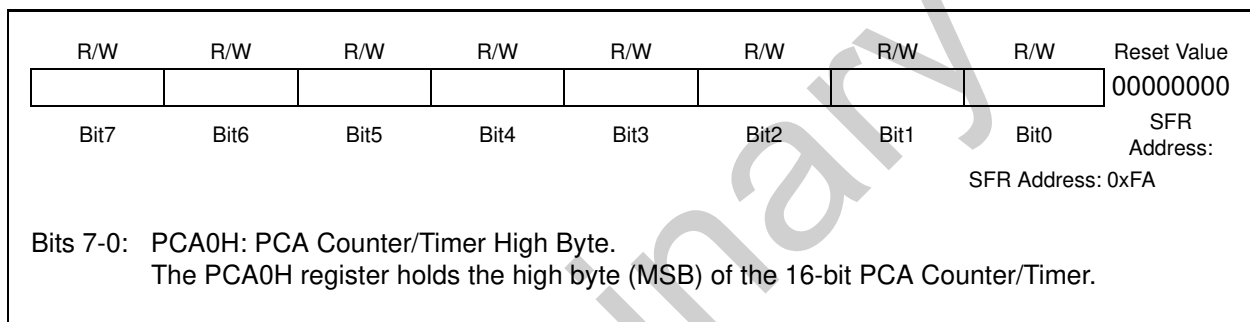 R/W R/W R/W R/W R/W R/W R/W R/W Reset Value
00000000
Bit7 Bit6 Bit5 Bit4 Bit3 Bit2 Bit1 Bit0 SFR Address:
SFR Address: 0xFA
Bits 7-0: PCA0H: PCA Counter/Timer High Byte.
The PCA0H register holds the high byte (MSB) of the 16-bit PCA Counter/Timer.
inary